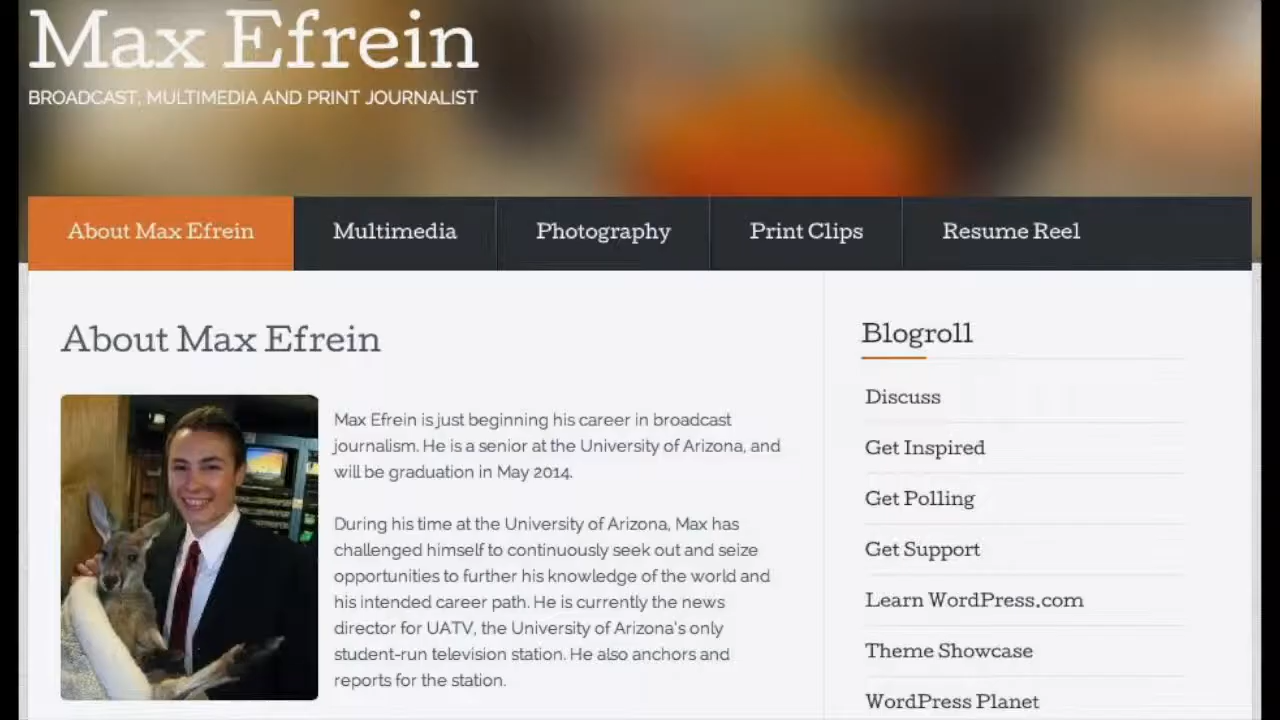 Max Efrein
BROADCAST, MULTIMEDIA AND PRINT JOURNALIST
About Max Efrein
Multimedia
Photography
Print Clips
Resume Reel
About Max Efrein
Max Efrein is just beginning his career in broadcast
journalism. He is a senior at the University of Arizona, and
will be graduation in May 2014.
During his time at the University of Arizona, Max has
challenged himself to continuously seek out and seize
opportunities to further his knowledge of the world and
his intended career path. He is currently the news
director for UATV, the University of Arizona's only
student-run television station. He also anchors and
reports for the station.
Blogroll
Discuss
Get Inspired
Get Polling
Get Support
Learn WordPress.com
Theme Showcase
WordPress Planet